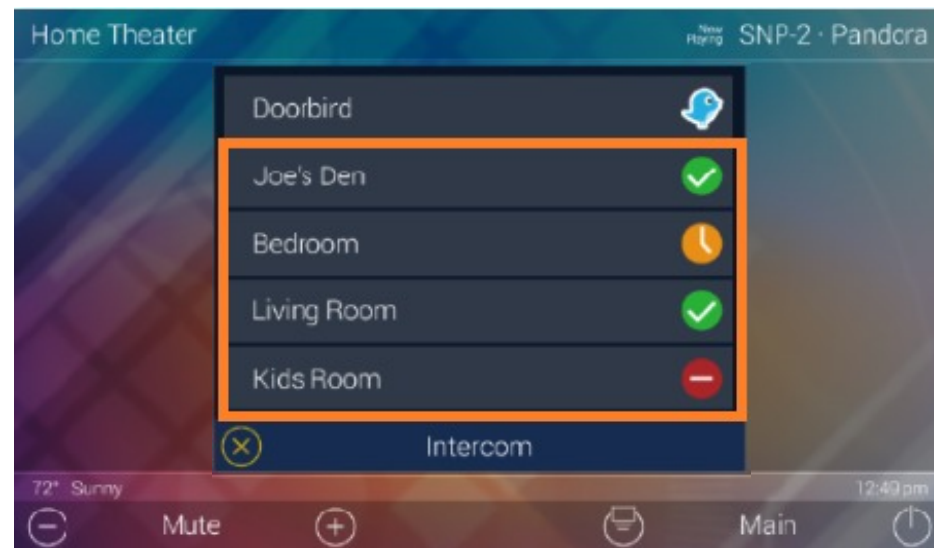 Home Theater
Now Playing SNP-2 · Pandora
Doorbird
Joe's Den
Bedroom
Living Room
Kids Room
Intercom
72° Sunny
12:49 pm
Mute
Main